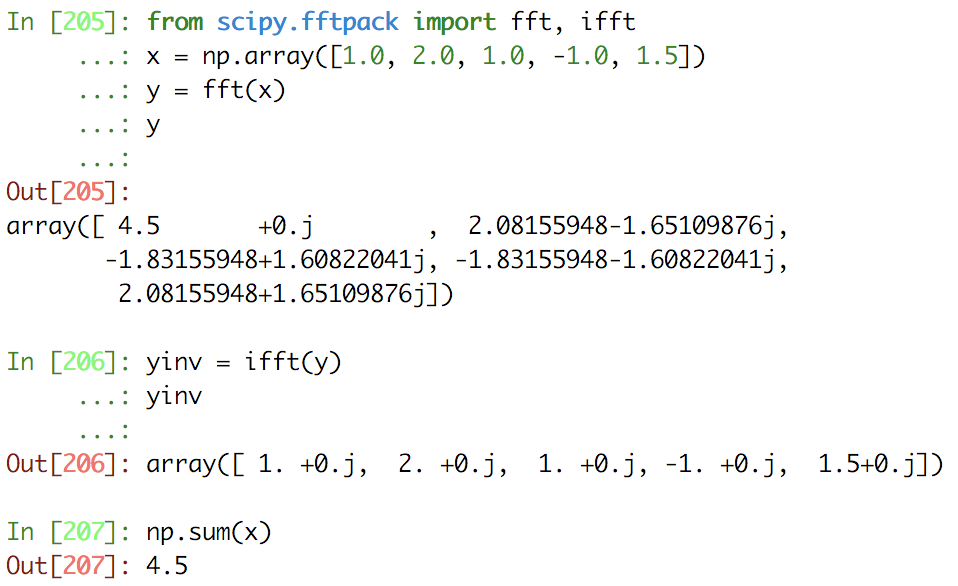 In [205]: from scipy.fftpack import fft, ifft
     ...: x = np.array([1.0, 2.0, 1.0, -1.0, 1.5])
     ...: y = fft(x)
     ...: y
     ...:
Out[205]:
array([ 4.5       +0.j        ,  2.08155948-1.65109876j,
       -1.83155948+1.60822041j, -1.83155948-1.60822041j,
        2.08155948+1.65109876j])
In [206]: yinv = ifft(y)
     ...: yinv
     ...:
Out[206]: array([ 1. +0.j,  2. +0.j,  1. +0.j, -1. +0.j,  1.5+0.j])
In [207]: np.sum(x)
Out[207]: 4.5